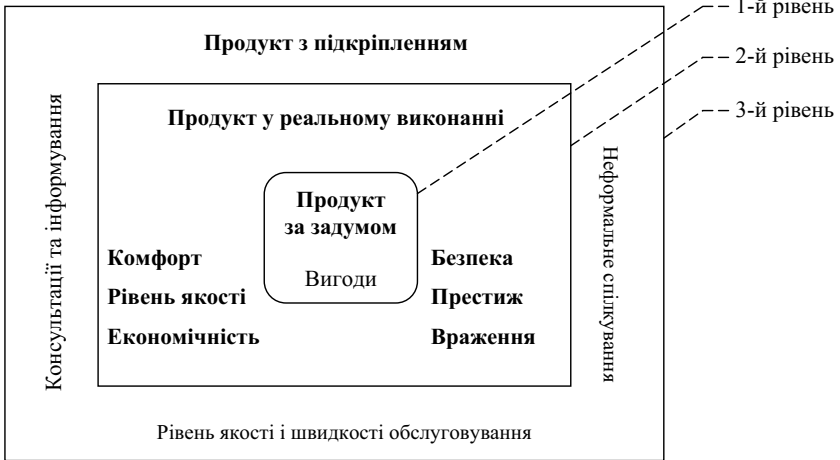 1-й рівень
Продукт з підкріпленням
2-й рівень
Продукт у реальному виконанні
3-й рівень
Консультації та інформування
Неформальне спілкування
Продукт
за задумом
Вигоди
Комфорт
Рівень якості
Економічність
Безпека
Престиж
Враження
Рівень якості і швидкості обслуговування